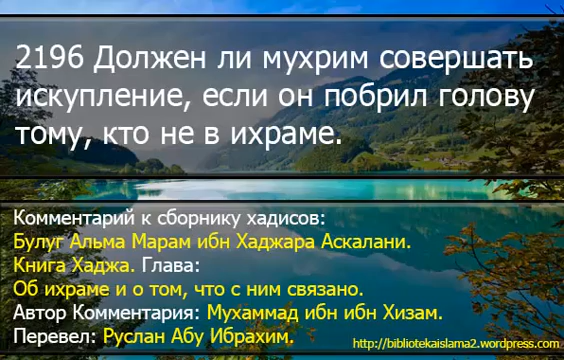 2196 Должен ли мухрим совершать
искупление, если он побрил голову
тому, кто не в ихраме.
Комментарий к сборнику хадисов:
Булуг Альма Марам ибн Хаджара Аскалани.
Книга Хаджа. Глава:
Об ихраме и о том, что с ним связано.
Автор Комментария: Мухаммад ибн ибн Хизам.
Перевел: Руслан Абу Ибрахим.
http://bibliotekaislama2.wordpress.com